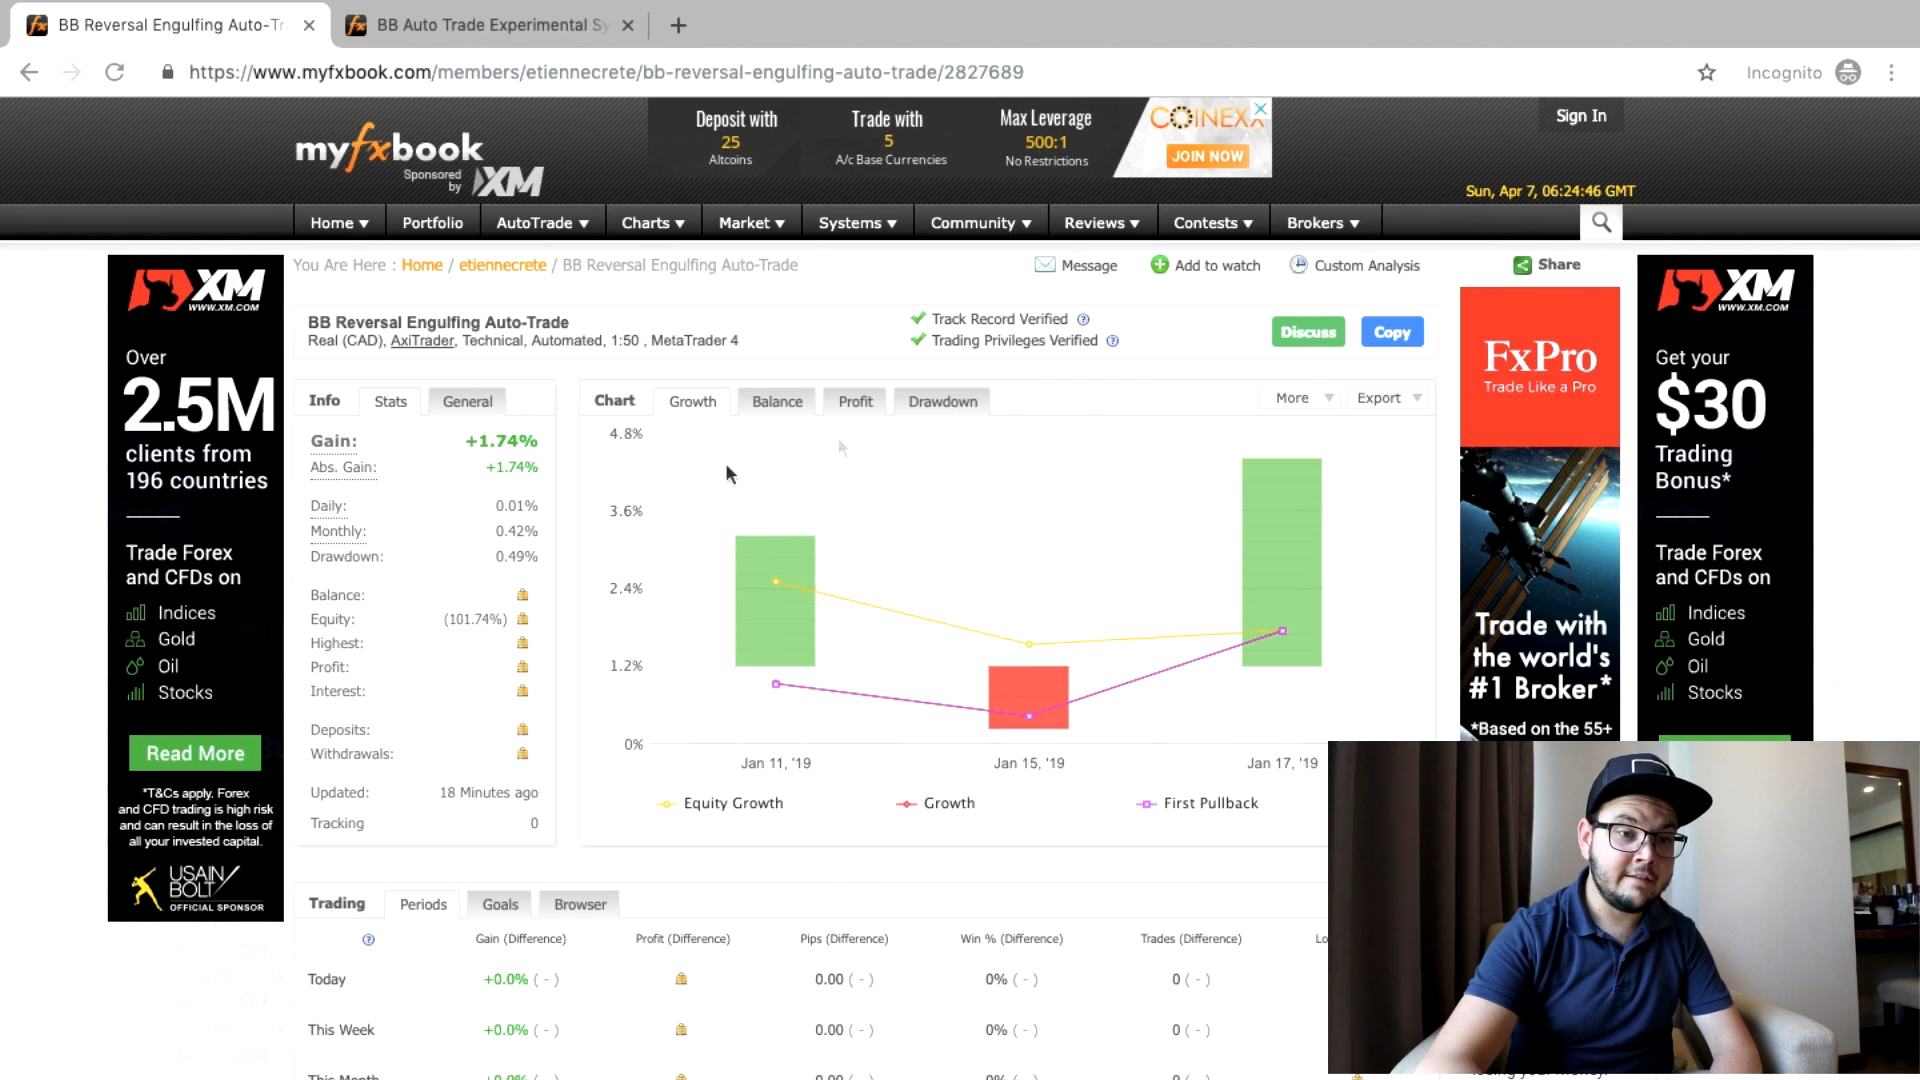 BB Reversal Engulfing Auto-Tr
BB Auto Trade Experimental Sy
https://www.myfxbook.com/members/etiennecrete/bb-reversal-engulfing-auto-trade/2827689
Incognito
myfxbook
Sponsored
by XM
Deposit with
25
Altcoins
Trade with
5
A/c Base Currencies
Max Leverage
500:1
No Restrictions
COINEXX
JOIN NOW
Sign In
Sun, Apr 7, 06:24:46 GMT
Home Portfolio AutoTrade Charts Market Systems Community Reviews Contests Brokers
XM
WWW.XM.COM
Over
2.5M
clients from
196 countries
Trade Forex
and CFDs on
Indices
Gold
Oil
Stocks
Read More
*T&Cs apply. Forex
and CFD trading is high risk
and can result in the loss of
all your invested capital.
USAIN
BOLT
OFFICIAL SPONSOR
You Are Here : Home / etiennecrete / BB Reversal Engulfing Auto-Trade
Message
Add to watch
Custom Analysis
Share
BB Reversal Engulfing Auto-Trade
Real (CAD), AxiTrader, Technical, Automated, 1:50 , MetaTrader 4
Track Record Verified
Trading Privileges Verified
Discuss
Copy
Info Stats General
Gain: +1.74%
Abs. Gain: +1.74%
Daily: 0.01%
Monthly: 0.42%
Drawdown: 0.49%
Balance:
Equity: (101.74%)
Highest:
Profit:
Interest:
Deposits:
Withdrawals:
Updated: 18 Minutes ago
Tracking 0
Chart Growth Balance Profit Drawdown More Export
4.8%
3.6%
2.4%
1.2%
0%
Jan 11, '19 Jan 15, '19 Jan 17, '19
Equity Growth Growth First Pullback
Trading Periods Goals Browser
Gain (Difference) Profit (Difference) Pips (Difference) Win % (Difference) Trades (Difference) Lo
Today +0.0% ( - ) 0.00 ( - ) 0% ( - ) 0 ( - )
This Week +0.0% ( - ) 0.00 ( - ) 0% ( - ) 0 ( - )
This Month +0.0% ( - ) 0.00 ( - ) 0% ( - ) 0 ( - )
FxPro
Trade Like a Pro
Trade with
the world's
#1 Broker*
*Based on the 55+
XM
WWW.XM.COM
Get your
$30
Trading
Bonus*
Trade Forex
and CFDs on
Indices
Gold
Oil
Stocks